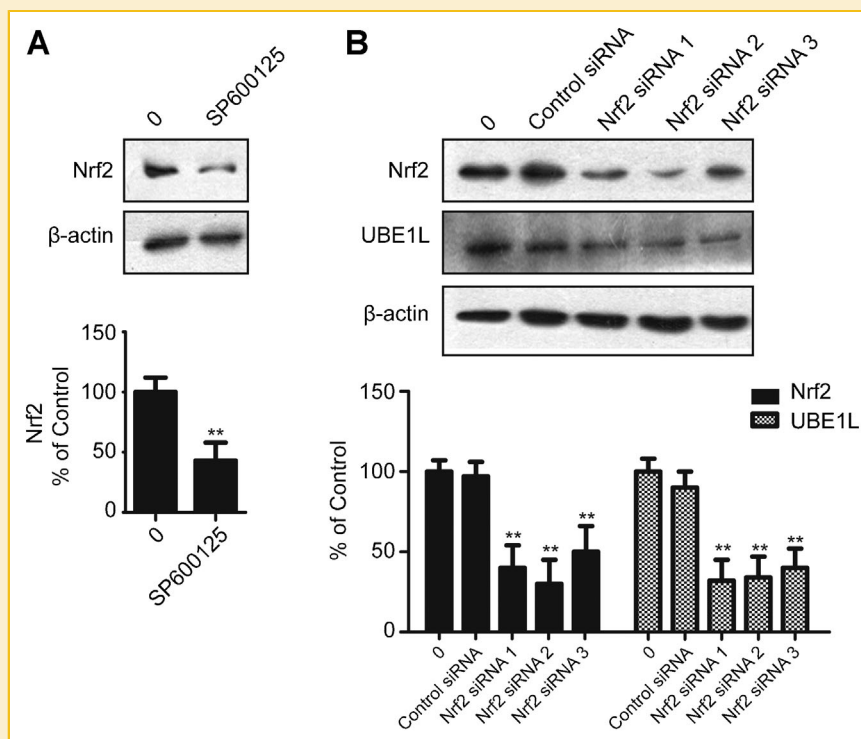 A
0
SP600125
Nrf2
β-actin
150
100
50
0
Nrf2
% of Control
**
0
SP600125
B
0
Control siRNA
Nrf2 siRNA 1
Nrf2 siRNA 2
Nrf2 siRNA 3
Nrf2
UBE1L
β-actin
150
100
50
0
% of Control
Nrf2
UBE1L
** ** ** ** ** **
0
Control siRNA
Nrf2 siRNA 1
Nrf2 siRNA 2
Nrf2 siRNA 3
0
Control siRNA
Nrf2 siRNA 1
Nrf2 siRNA 2
Nrf2 siRNA 3